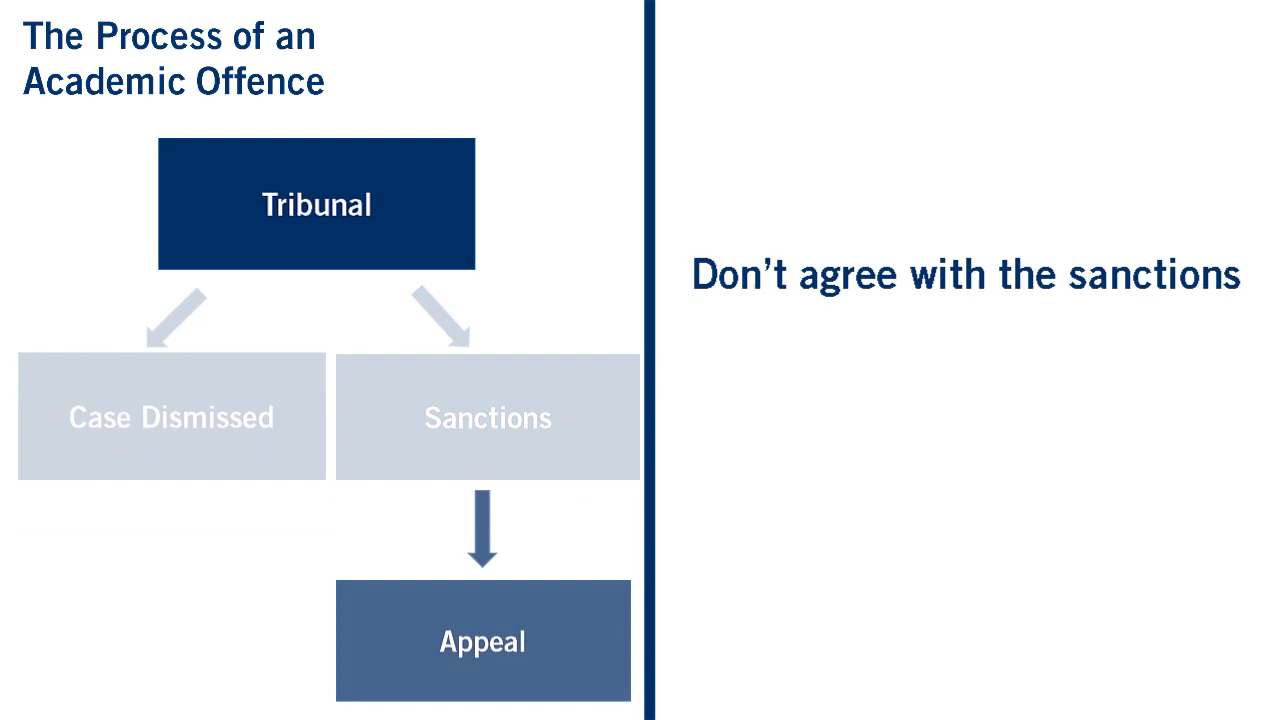 The Process of an
Academic Offence
Tribunal
Case Dismissed
Sanctions
Appeal
Don’t agree with the sanctions